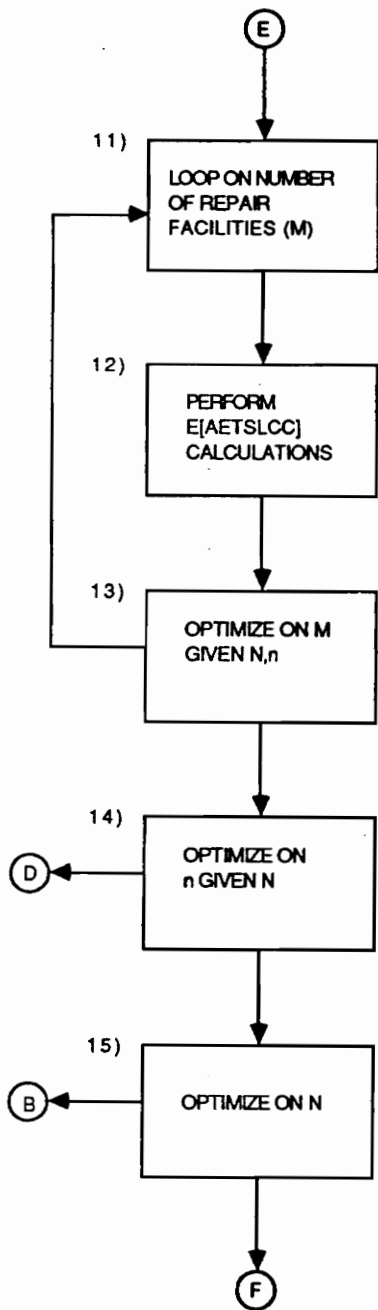 E
11)
LOOP ON NUMBER
OF REPAIR
FACILITIES (M)
12)
PERFORM
E[AETSLCC]
CALCULATIONS
13)
OPTIMIZE ON M
GIVEN N,n
14)
OPTIMIZE ON
n GIVEN N
D
15)
OPTIMIZE ON N
B
F